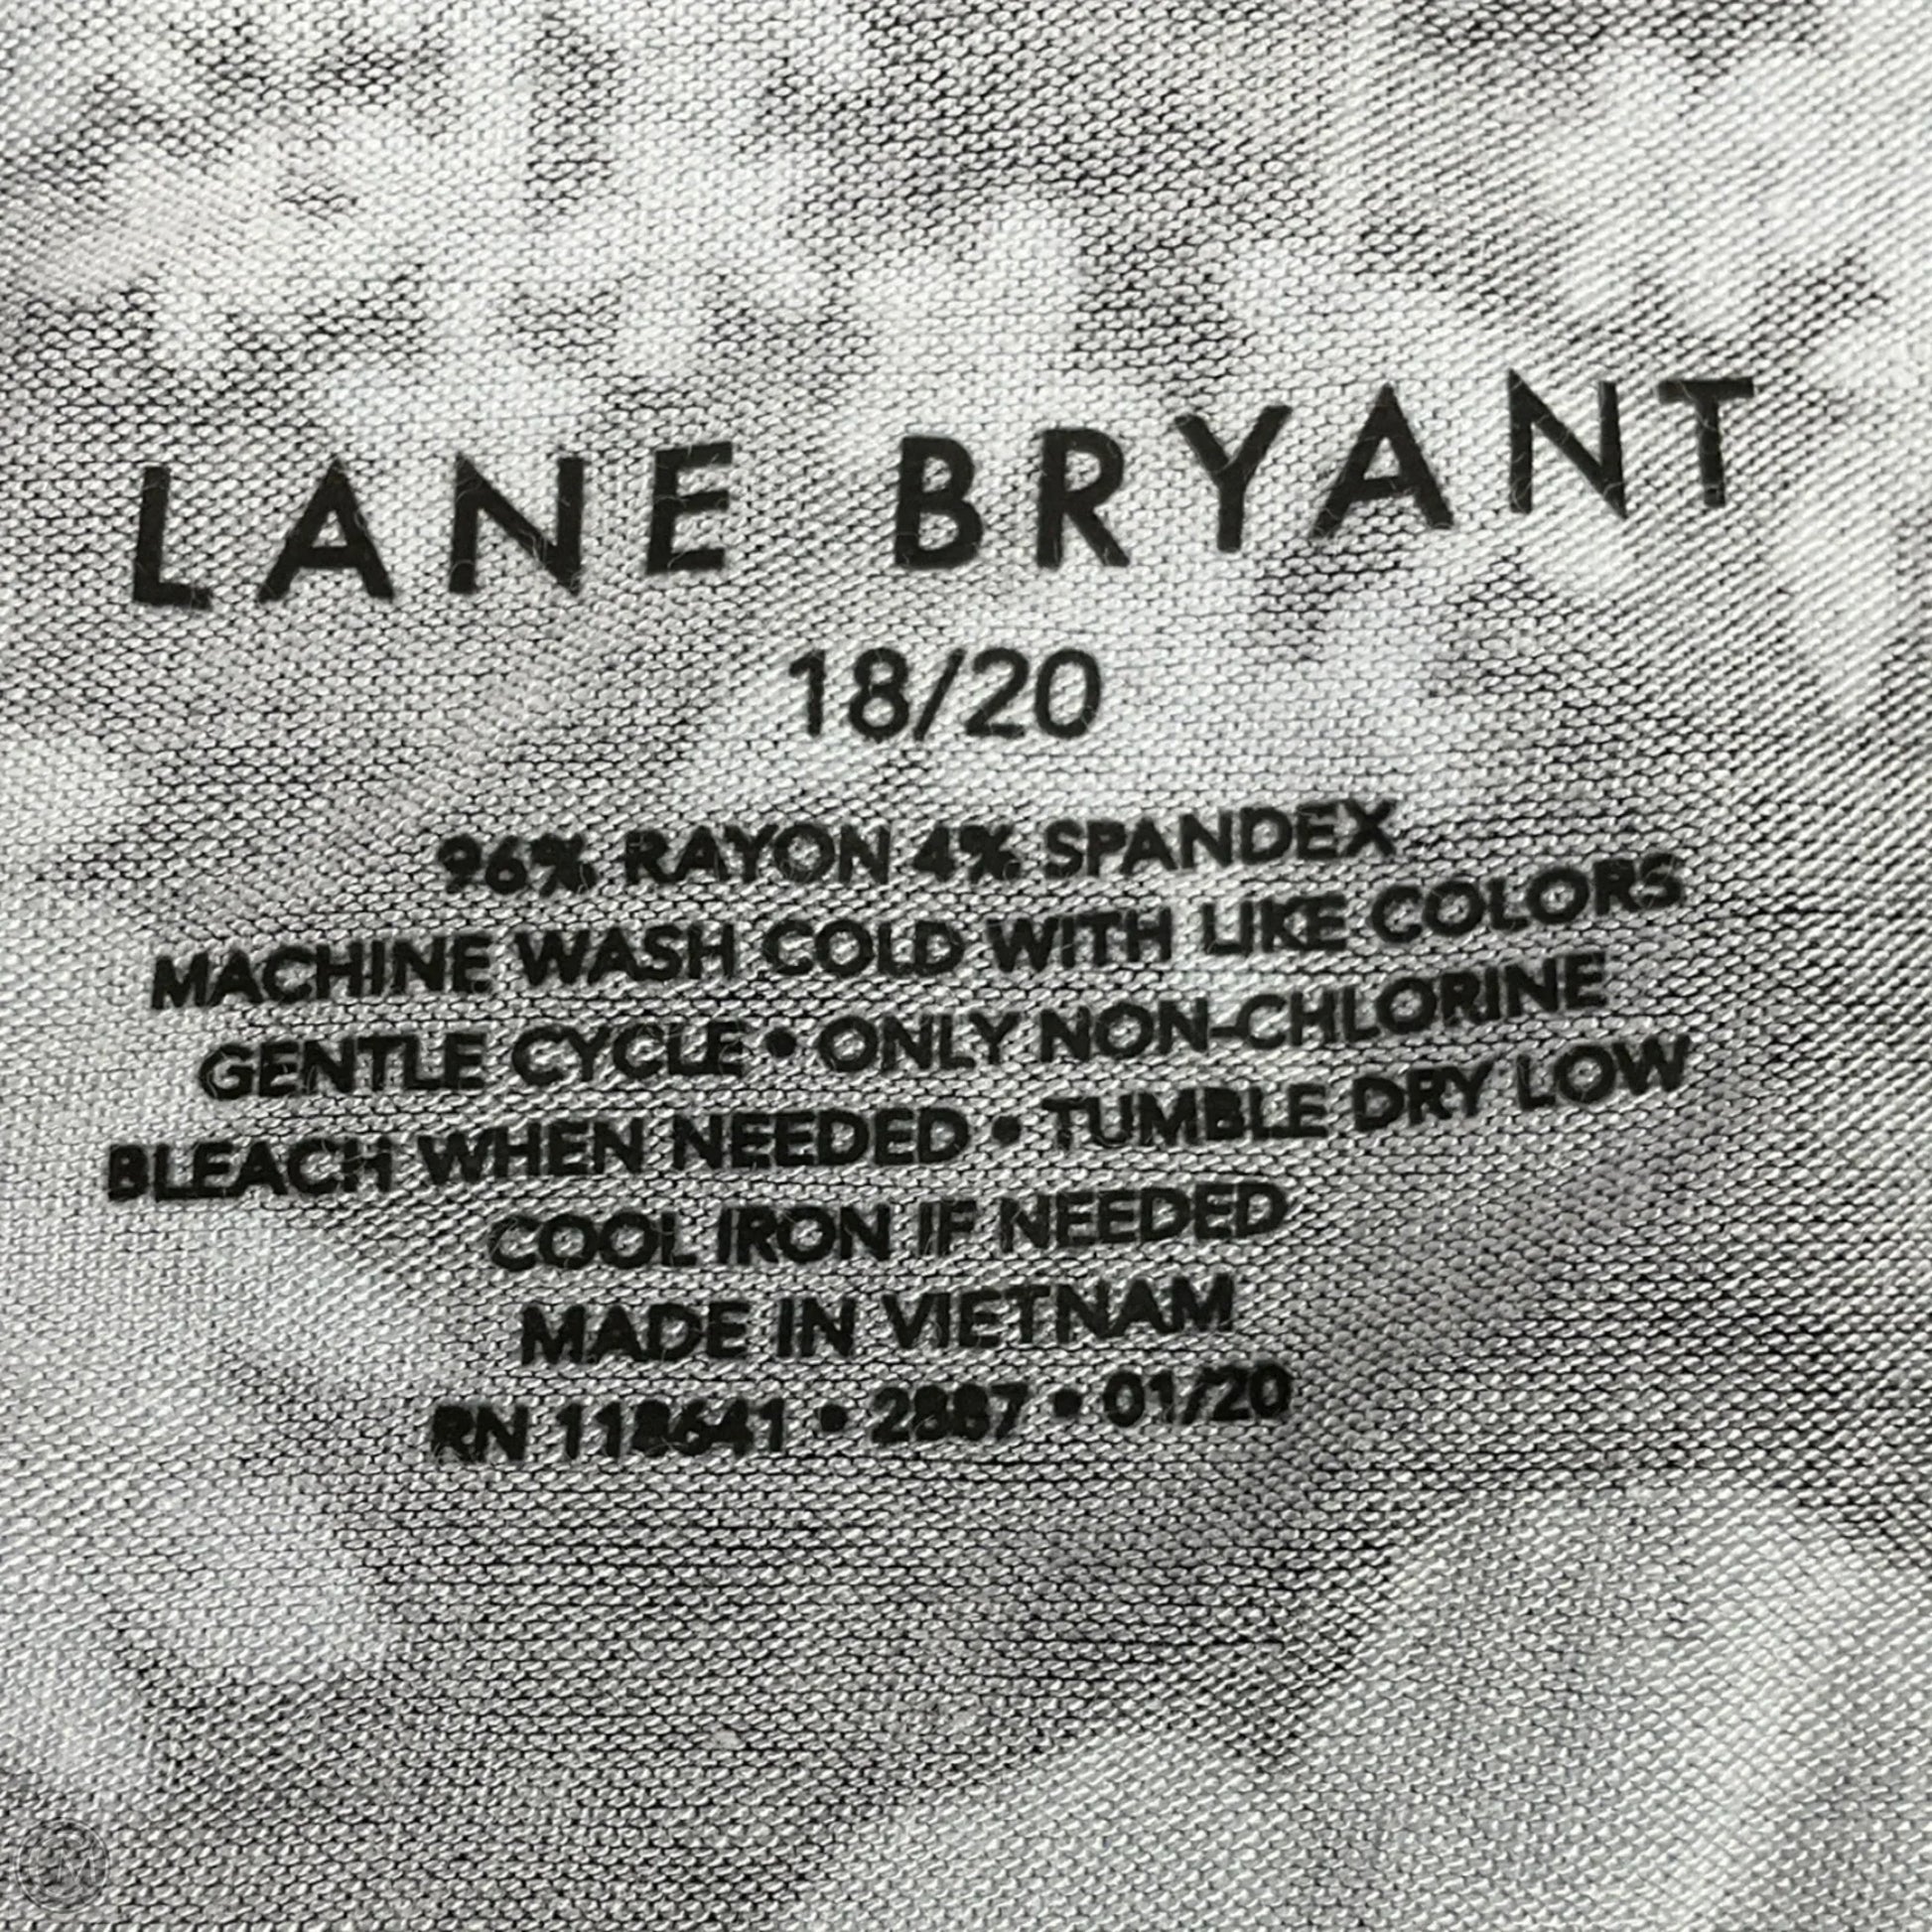 LANE BRYANT
18/20
96% RAYON 4% SPANDEX
MACHINE WASH COLD WITH LIKE COLORS
GENTLE CYCLE • ONLY NON-CHLORINE
BLEACH WHEN NEEDED • TUMBLE DRY LOW
COOL IRON IF NEEDED
MADE IN VIETNAM
RN 118641 • 2887 • 01/20